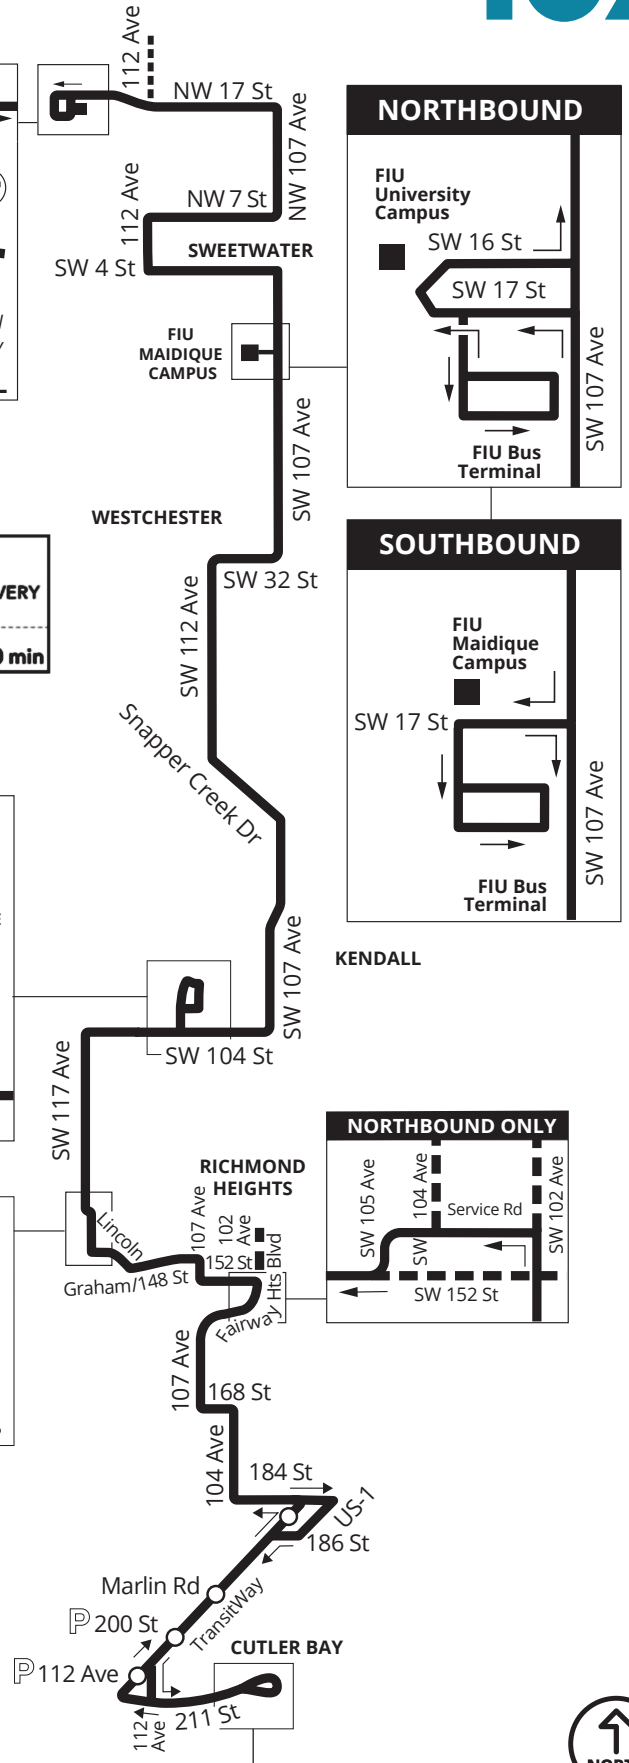 112 Ave
NW 17 St
NW 107 Ave
112 Ave
NW 7 St
SWEETWATER
SW 4 St
FIU
MAIDIQUE
CAMPUS
SW 107 Ave
WESTCHESTER
SW 32 St
SW 112 Ave
min
Snapper Creek Dr
SW 107 Ave
KENDALL
SW 104 St
SW 117 Ave
NORTHBOUND
FIU
University
Campus
SW 16 St
SW 17 St
SW 107 Ave
FIU Bus
Terminal
SOUTHBOUND
FIU
Maidique
Campus
SW 17 St
SW 107 Ave
FIU Bus
Terminal
RICHMOND
HEIGHTS
Lincoln
107 Ave
102
Ave
152 St
Graham/148 St
Fairway Hts Blvd
NORTHBOUND ONLY
SW 105 Ave
SW 104 Ave
Service Rd
SW 102 Ave
SW 152 St
107 Ave
168 St
104 Ave
184 St
US-1
186 St
Marlin Rd
P 200 St
TransitWay
CUTLER BAY
P 112 Ave
112
Ave
211 St